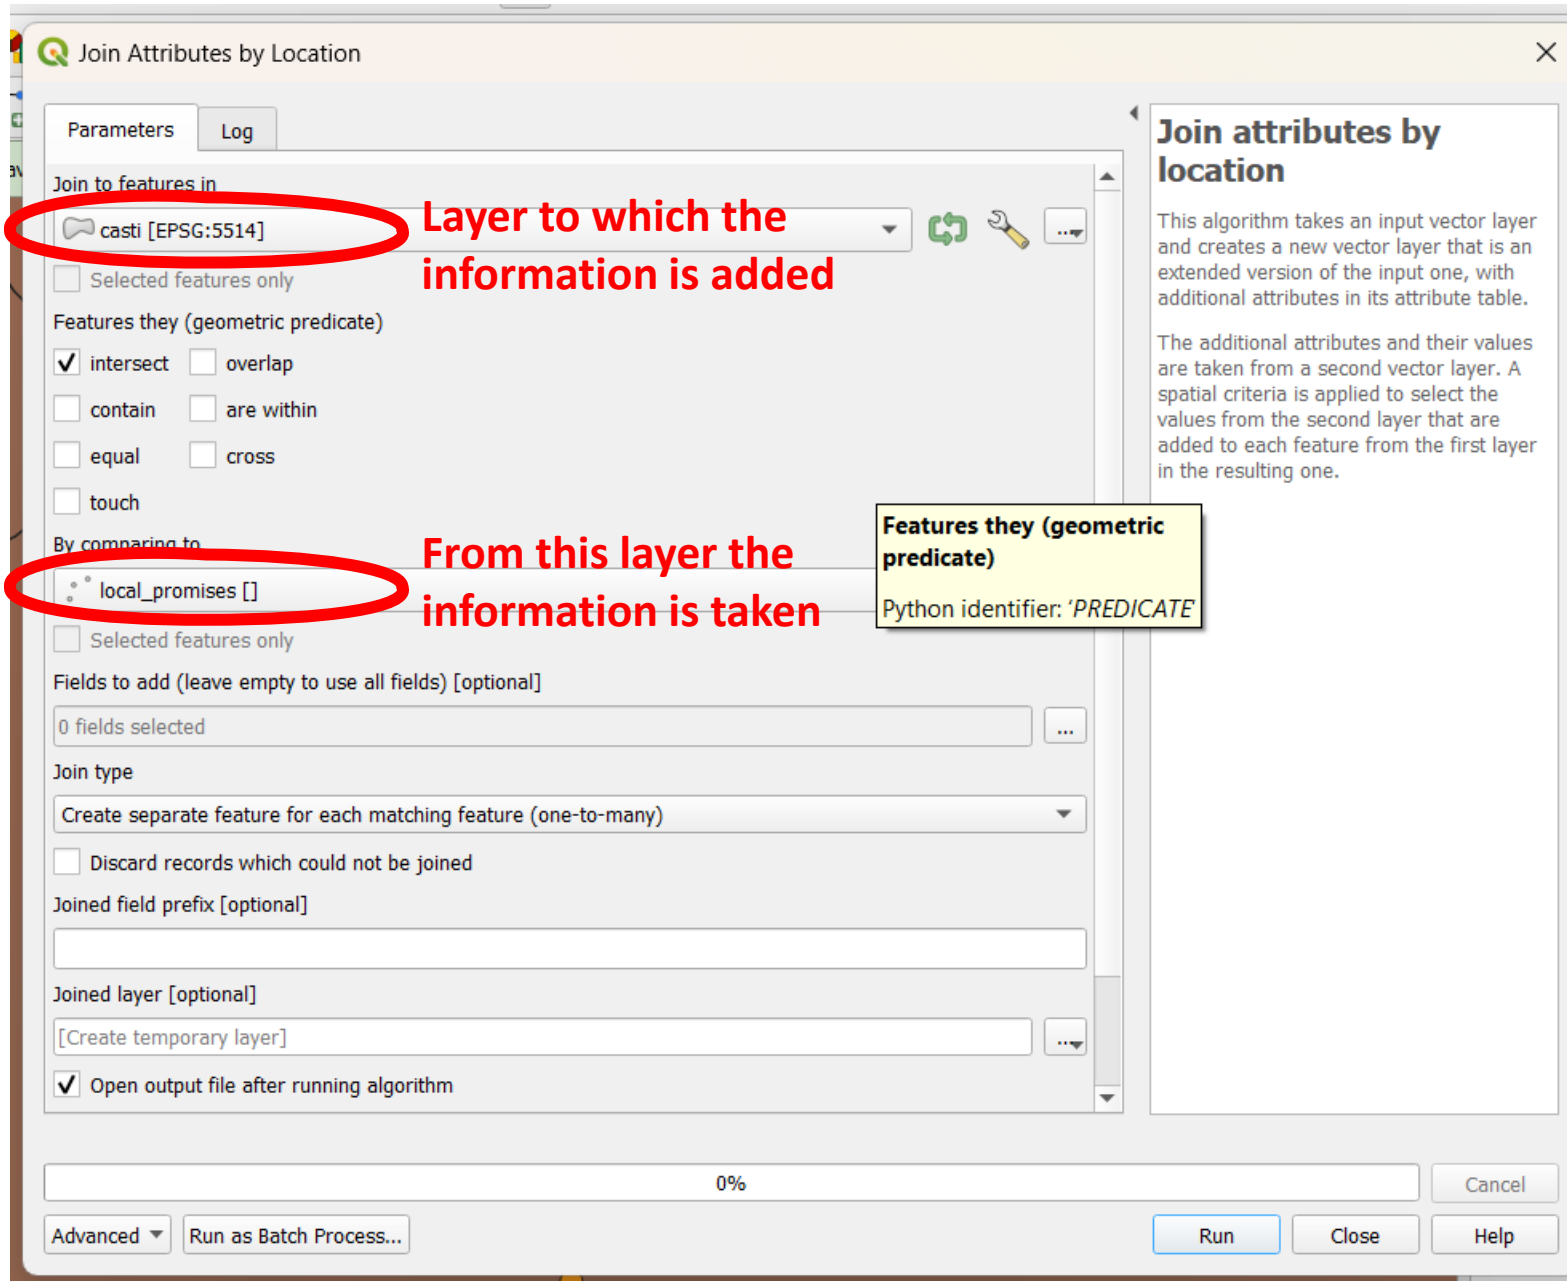 Join Attributes by Location
Parameters
Log
Join to features in
casti [EPSG:5514]
Layer to which the
information is added
Selected features only
Features they (geometric predicate)
intersect
overlap
contain
are within
equal
cross
touch
By comparing to
local_promises []
From this layer the
information is taken
Selected features only
Features they (geometric
predicate)
Python identifier: ‘PREDICATE’
Fields to add (leave empty to use all fields) [optional]
0 fields selected
...
Join type
Create separate feature for each matching feature (one-to-many)
Discard records which could not be joined
Joined field prefix [optional]
Joined layer [optional]
[Create temporary layer]
...
Open output file after running algorithm
Join attributes by
location
This algorithm takes an input vector layer
and creates a new vector layer that is an
extended version of the input one, with
additional attributes in its attribute table.
The additional attributes and their values
are taken from a second vector layer. A
spatial criteria is applied to select the
values from the second layer that are
added to each feature from the first layer
in the resulting one.
0%
Cancel
Advanced
Run as Batch Process...
Run
Close
Help